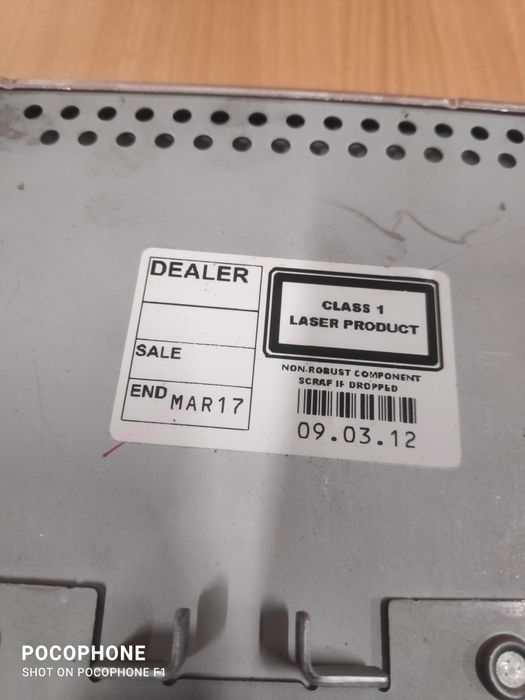 DEALER
SALE
END MAR17
CLASS 1
LASER PRODUCT
NON-ROBUST COMPONENT
SCRAP IF DROPPED
09.03.12
POCOPHONE
SHOT ON POCOPHONE F1